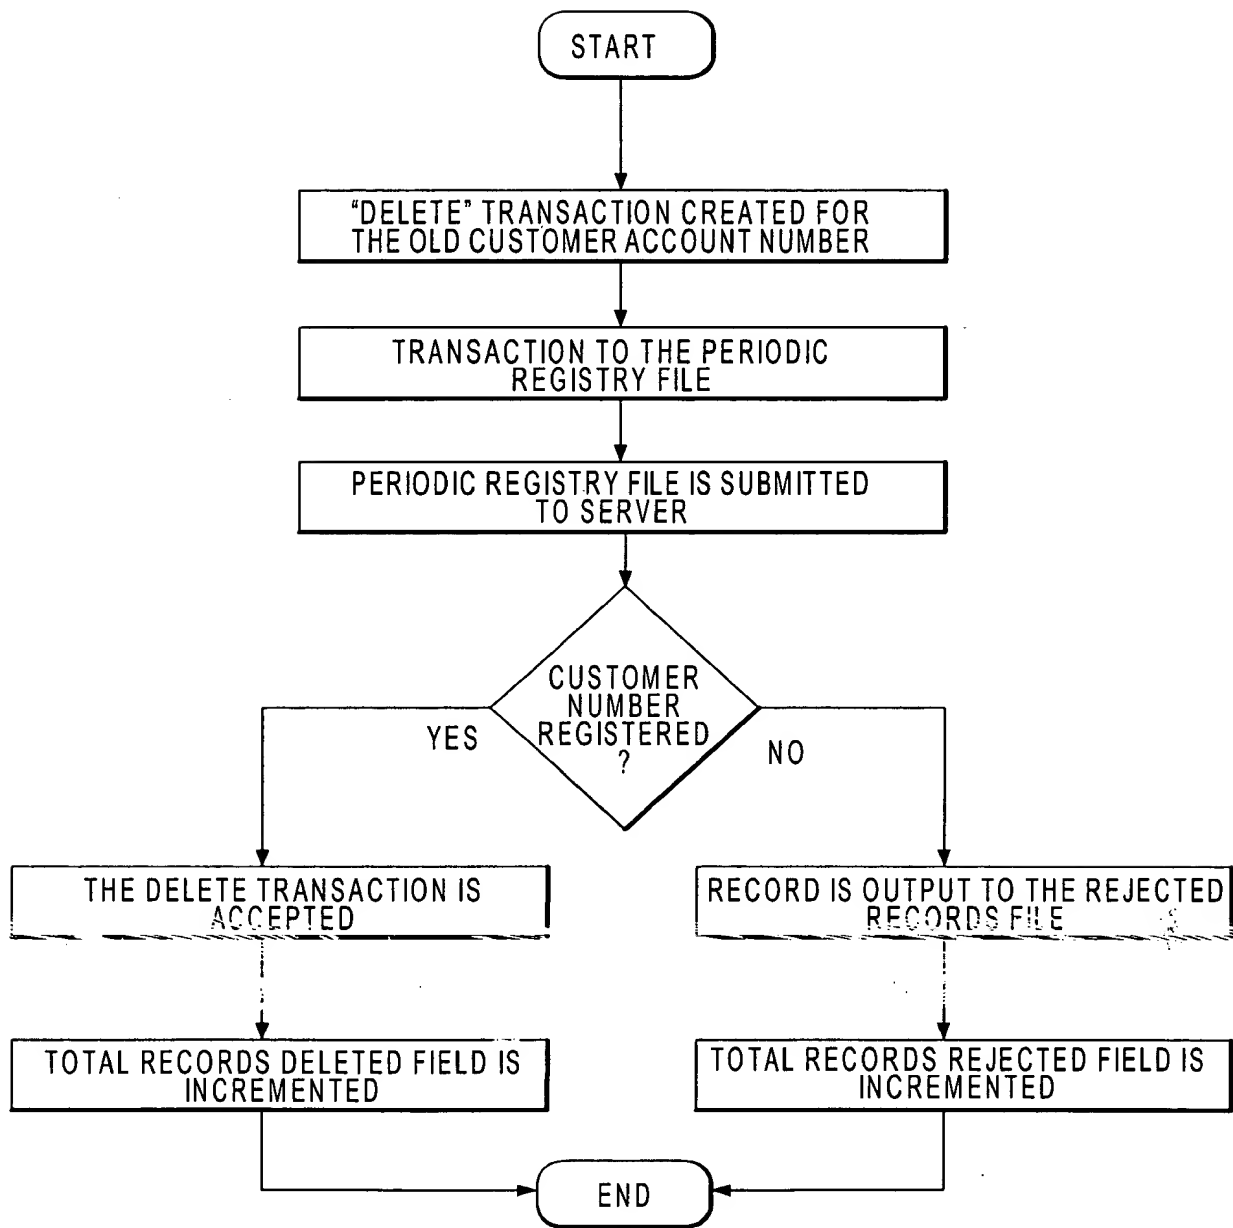 START
"DELETE" TRANSACTION CREATED FOR
THE OLD CUSTOMER ACCOUNT NUMBER
TRANSACTION TO THE PERIODIC
REGISTRY FILE
PERIODIC REGISTRY FILE IS SUBMITTED
TO SERVER
CUSTOMER
NUMBER
REGISTERED
?
YES
NO
THE DELETE TRANSACTION IS
ACCEPTED
RECORD IS OUTPUT TO THE REJECTED
RECORDS FILE
TOTAL RECORDS DELETED FIELD IS
INCREMENTED
TOTAL RECORDS REJECTED FIELD IS
INCREMENTED
END